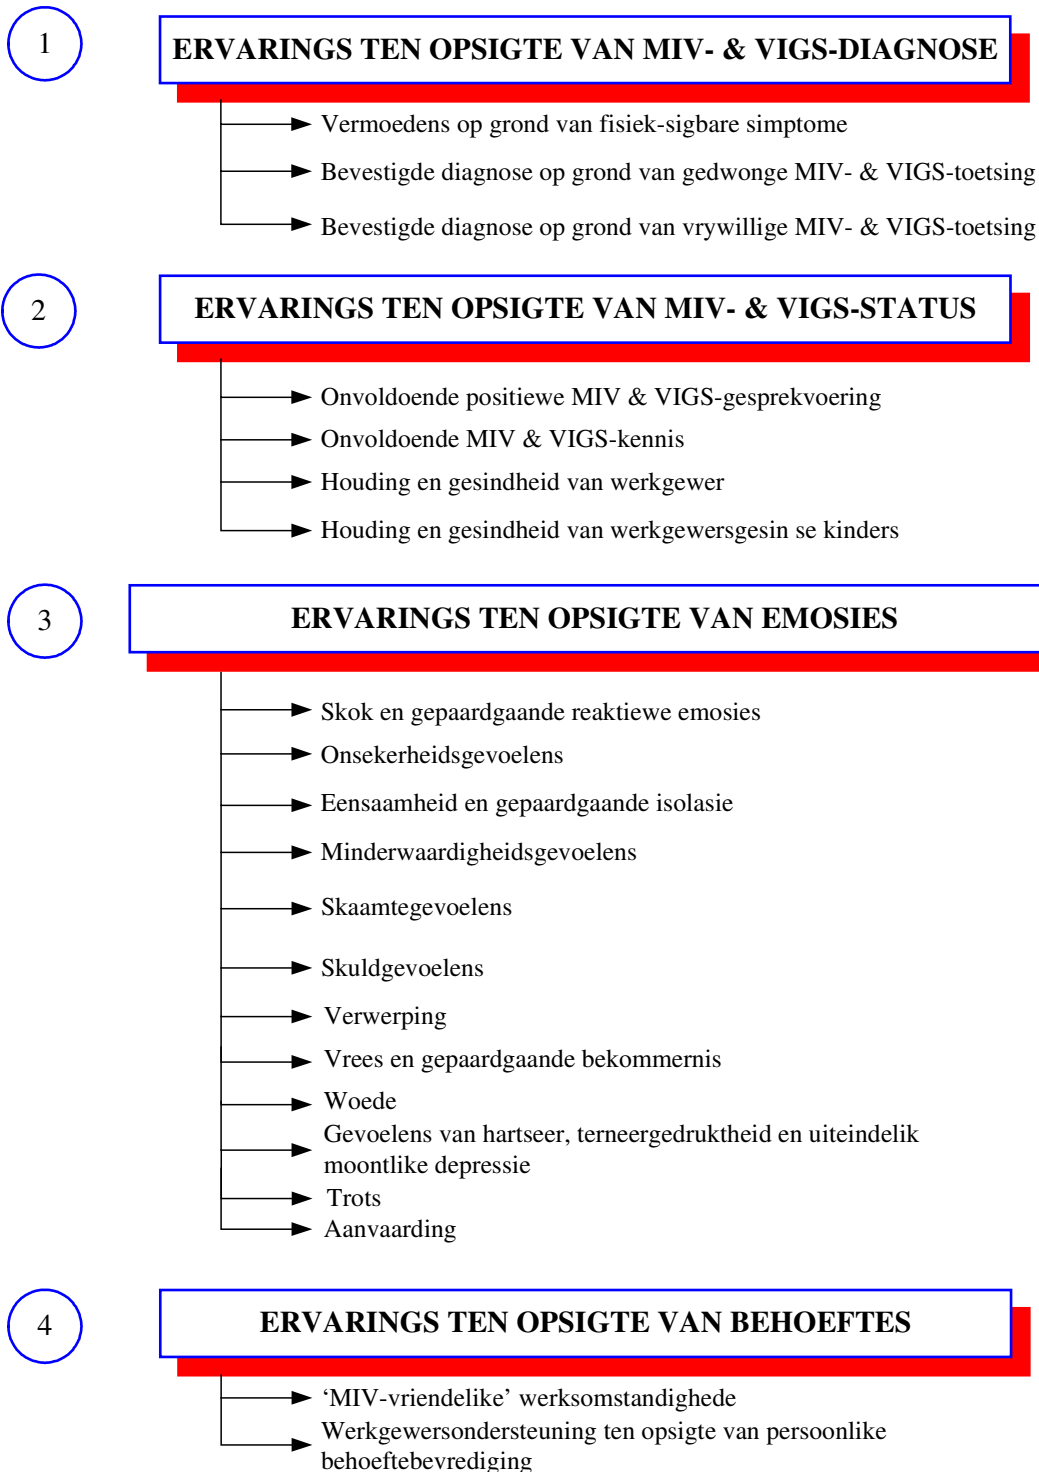 1
ERVARINGS TEN OPSIGTE VAN MIV- & VIGS-DIAGNOSE
Vermoedens op grond van fisiek-sigbare simptome
Bevestigde diagnose op grond van gedwonge MIV- & VIGS-toetsing
Bevestigde diagnose op grond van vrywillige MIV- & VIGS-toetsing
2
ERVARINGS TEN OPSIGTE VAN MIV- & VIGS-STATUS
Onvoldoende positiewe MIV & VIGS-gesprekvoering
Onvoldoende MIV & VIGS-kennis
Houding en gesindheid van werkgewer
Houding en gesindheid van werkgewersgesin se kinders
3
ERVARINGS TEN OPSIGTE VAN EMOSIES
Skok en gepaardgaande reaktiewe emosies
Onsekerheidsgevoelens
Eensaamheid en gepaardgaande isolasie
Minderwaardigheidsgevoelens
Skaamtegevoelens
Skuldgevoelens
Verwerping
Vrees en gepaardgaande bekommernis
Woede
Gevoelens van hartseer, terneergedruktheid en uiteindelik
moontlike depressie
Trots
Aanvaarding
4
ERVARINGS TEN OPSIGTE VAN BEHOEFTES
‘MIV-vriendelike’ werksomstandighede
Werkgewersondersteuning ten opsigte van persoonlike
behoeftebevrediging